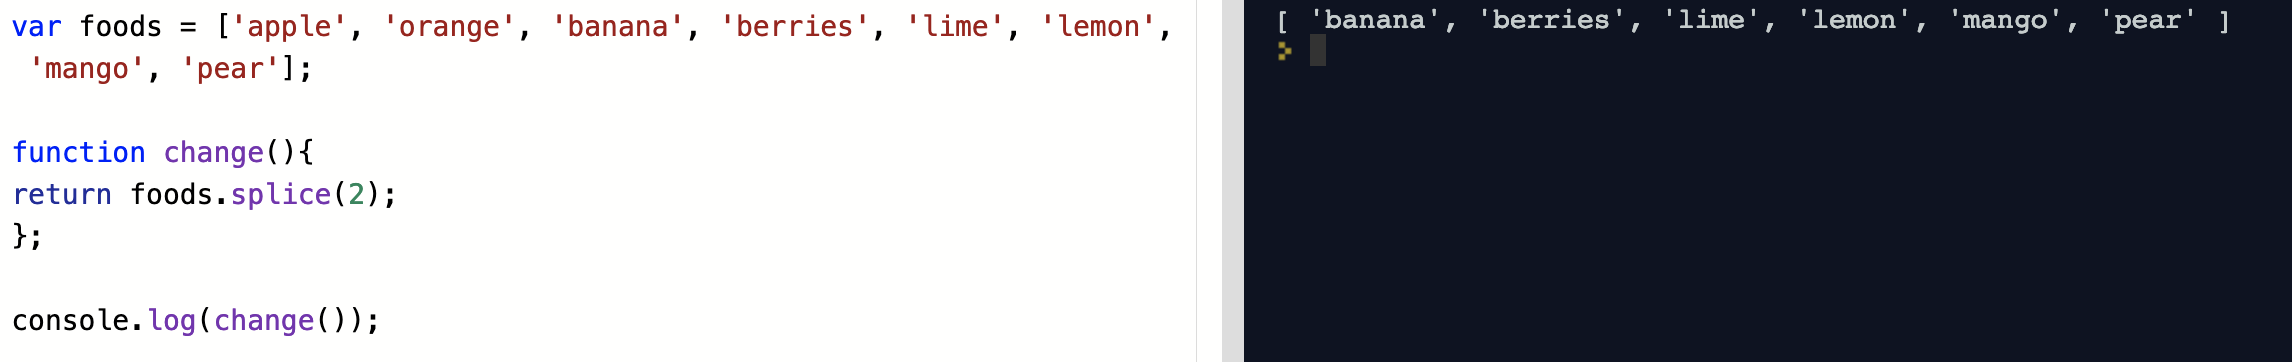 var foods = ['apple', 'orange', 'banana', 'berries', 'lime', 'lemon',
'mango', 'pear'];
function change(){
return foods.splice(2);
};
console.log(change());
[ 'banana', 'berries', 'lime', 'lemon', 'mango', 'pear' ]